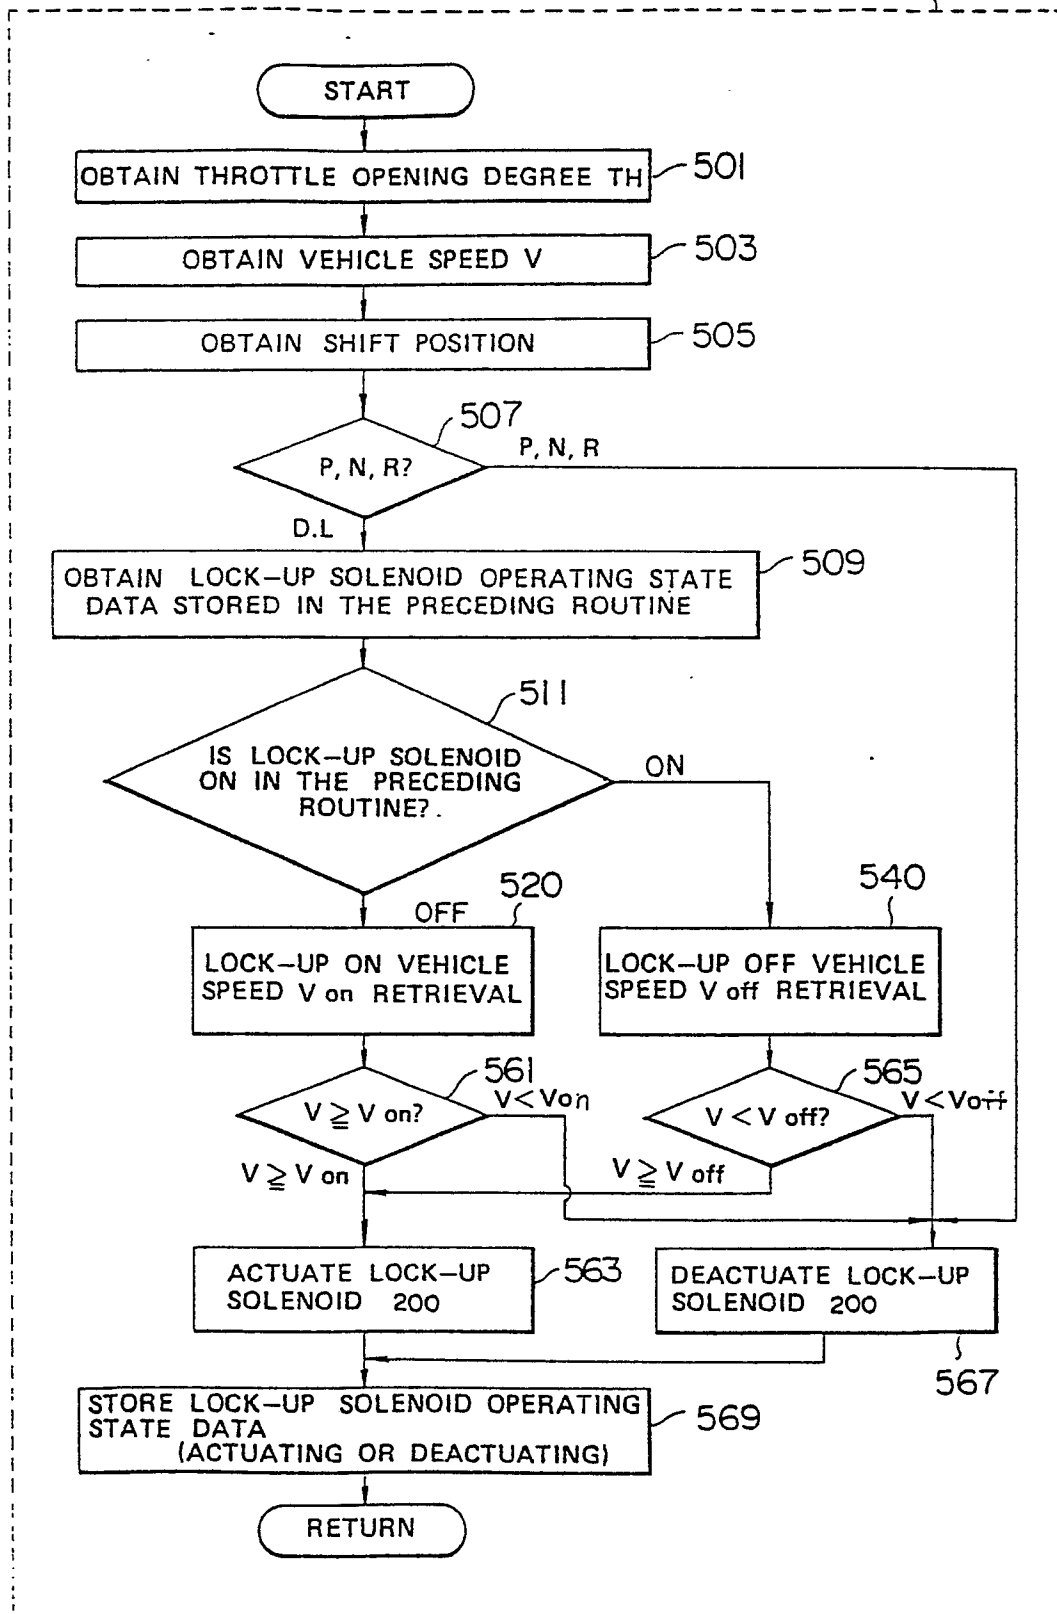 START
OBTAIN THROTTLE OPENING DEGREE TH
501
OBTAIN VEHICLE SPEED V
503
OBTAIN SHIFT POSITION
505
507
P, N, R?
P, N, R
D.L
OBTAIN LOCK-UP SOLENOID OPERATING STATE
DATA STORED IN THE PRECEDING ROUTINE
509
511
IS LOCK-UP SOLENOID
ON IN THE PRECEDING
ROUTINE?
ON
OFF
520
LOCK-UP ON VEHICLE
SPEED V on RETRIEVAL
540
LOCK-UP OFF VEHICLE
SPEED V off RETRIEVAL
561
V ≧ V on?
V < Von
V ≧ V on
565
V < V off?
V < Voff
V ≧ V off
ACTUATE LOCK-UP
SOLENOID 200
563
DEACTUATE LOCK-UP
SOLENOID 200
567
STORE LOCK-UP SOLENOID OPERATING
STATE DATA
(ACTUATING OR DEACTUATING)
569
RETURN